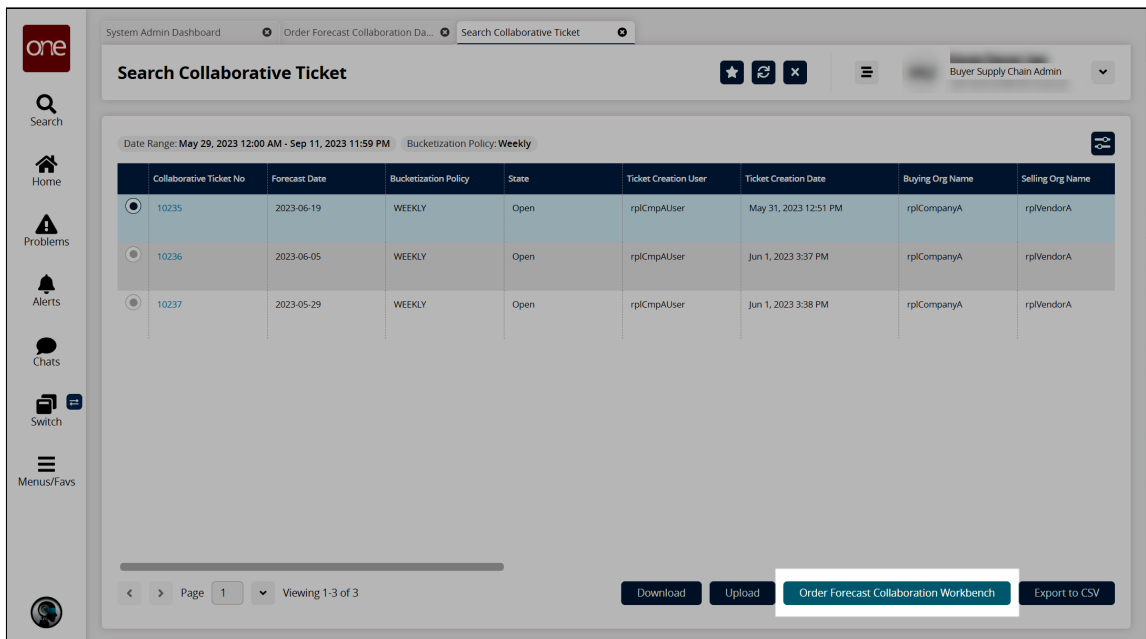 one
System Admin Dashboard
Order Forecast Collaboration Da...
Search Collaborative Ticket
Search Collaborative Ticket
Buyer Supply Chain Admin
Search
Home
Problems
Alerts
Chats
Switch
Menus/Favs
Date Range: May 29, 2023 12:00 AM - Sep 11, 2023 11:59 PM Bucketization Policy: Weekly
Collaborative Ticket No Forecast Date Bucketization Policy State Ticket Creation User Ticket Creation Date Buying Org Name Selling Org Name
10235 2023-06-19 WEEKLY Open rplCmpAUser May 31, 2023 12:51 PM rplCompanyA rplVendorA
10236 2023-06-05 WEEKLY Open rplCmpAUser Jun 1, 2023 3:37 PM rplCompanyA rplVendorA
10237 2023-05-29 WEEKLY Open rplCmpAUser Jun 1, 2023 3:38 PM rplCompanyA rplVendorA
Page 1 Viewing 1-3 of 3
Download Upload Order Forecast Collaboration Workbench Export to CSV